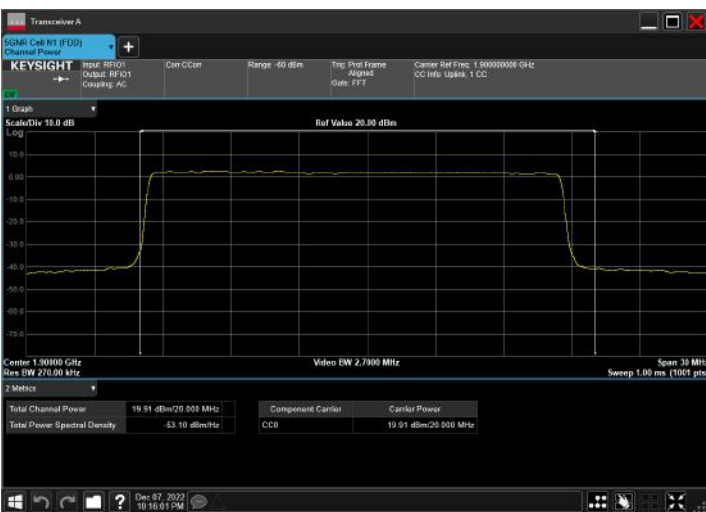 Transceiver A
5GNR Cell N1 (FDD)
Channel Power
KEYSIGHT
Input: RFIO1
Output: RFIO1
Coupling: AC
Corr CCorr
Range -60 dBm
Trig: Prot Frame
Aligned
Gate: FFT
Carrier Ref Freq: 1.900000000 GHz
CC Info: Uplink, 1 CC
1 Graph
Scale/Div 10.0 dB
Ref Value 20.00 dBm
Log
10.0
0.00
-10.0
-20.0
-30.0
-40.0
-50.0
-60.0
-70.0
Center 1.90000 GHz
Video BW 2.7000 MHz
Span 30 MHz
Res BW 270.00 kHz
Sweep 1.00 ms (1001 pts
2 Metrics
Total Channel Power 19.91 dBm/20.000 MHz
Total Power Spectral Density -53.10 dBm/Hz
Component Carrier Carrier Power
CC0 19.91 dBm/20.000 MHz
?
Dec 07, 2022
10:16:01 PM